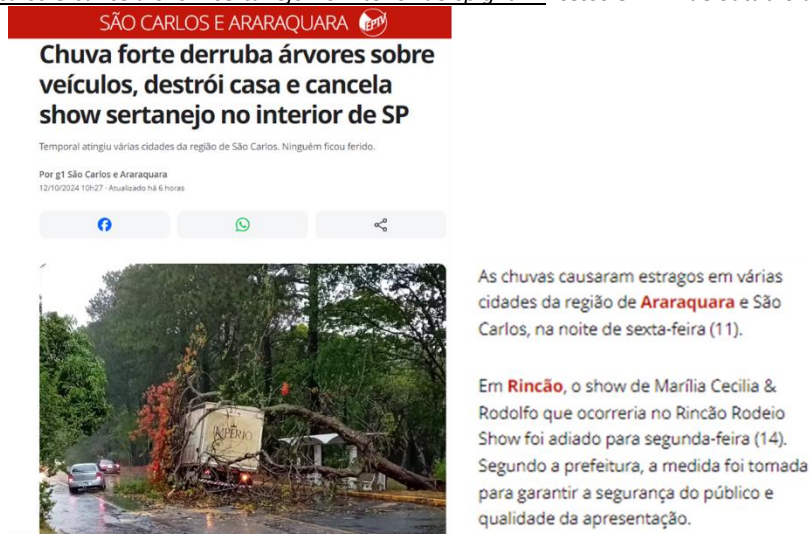 SÃO CARLOS E ARARAQUARA EPTV
Chuva forte derruba árvores sobre
veículos, destrói casa e cancela
show sertanejo no interior de SP
Temporal atingiu várias cidades da região de São Carlos. Ninguém ficou ferido.
Por g1 São Carlos e Araraquara
12/10/2024 10h27 · Atualizado há 6 horas
IMPÉRIO
As chuvas causaram estragos em várias
cidades da região de Araraquara e São
Carlos, na noite de sexta-feira (11).
Em Rincão, o show de Marília Cecilia &
Rodolfo que ocorreria no Rincão Rodeio
Show foi adiado para segunda-feira (14).
Segundo a prefeitura, a medida foi tomada
para garantir a segurança do público e
qualidade da apresentação.